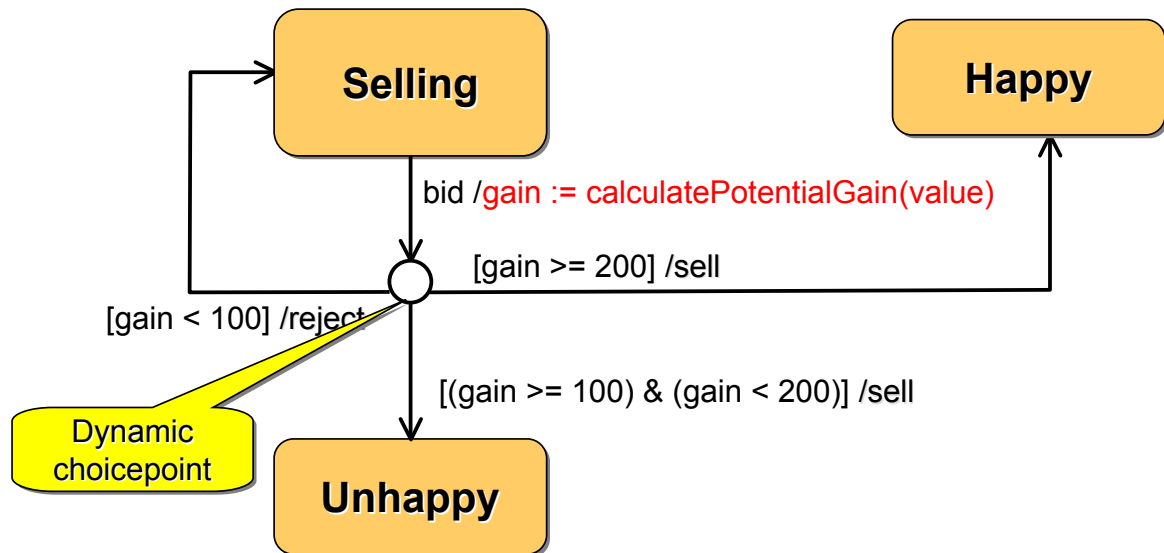 Selling
Happy
bid /gain := calculatePotentialGain(value)
[gain >= 200] /sell
[gain < 100] /reject
[(gain >= 100) & (gain < 200)] /sell
Dynamic
choicepoint
Unhappy